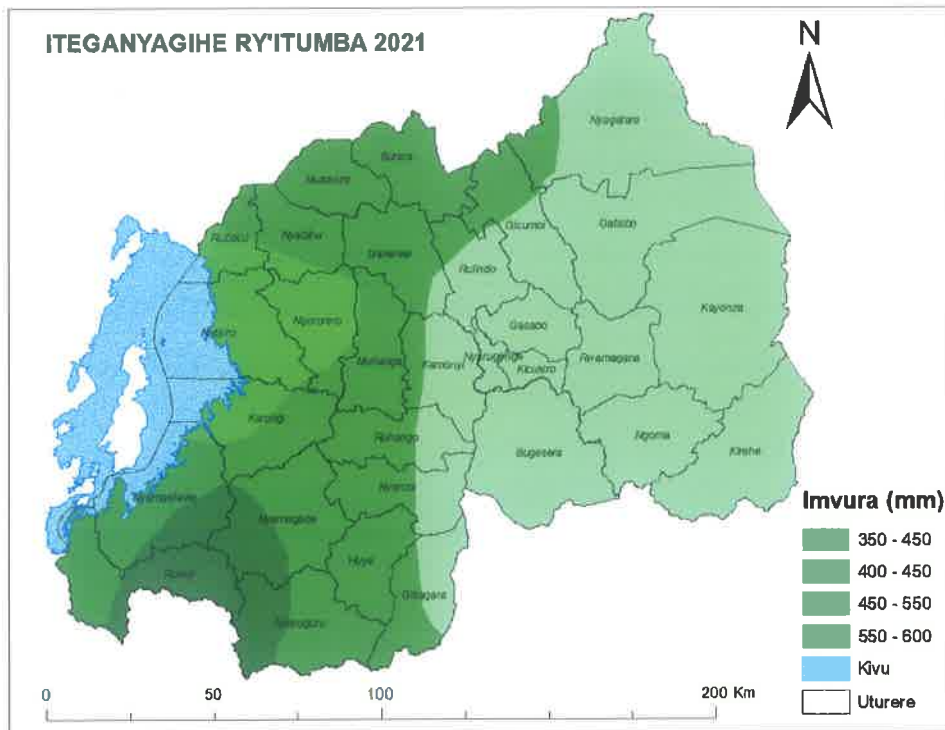 ITEGANYAGIHE RY'ITUMBA 2021
N
Nyagatare
Burera
Musanze
Gicumbi
Gatsibo
Rubavu
Nyabihu
Gakenke
Rulindo
Kayonza
Rutsiro
Ngororero
Gasabo
Muhanga
Kamonyi
Nyarugenge
Kicukiro
Rwamagana
Karongi
Ruhango
Bugesera
Ngoma
Kirehe
Nyamasheke
Nyamagabe
Nyanza
Huye
Rusizi
Gisagara
Nyaruguru
Imvura (mm)
350 - 450
400 - 450
450 - 550
550 - 600
Kivu
Uturere
0 50 100 200 Km